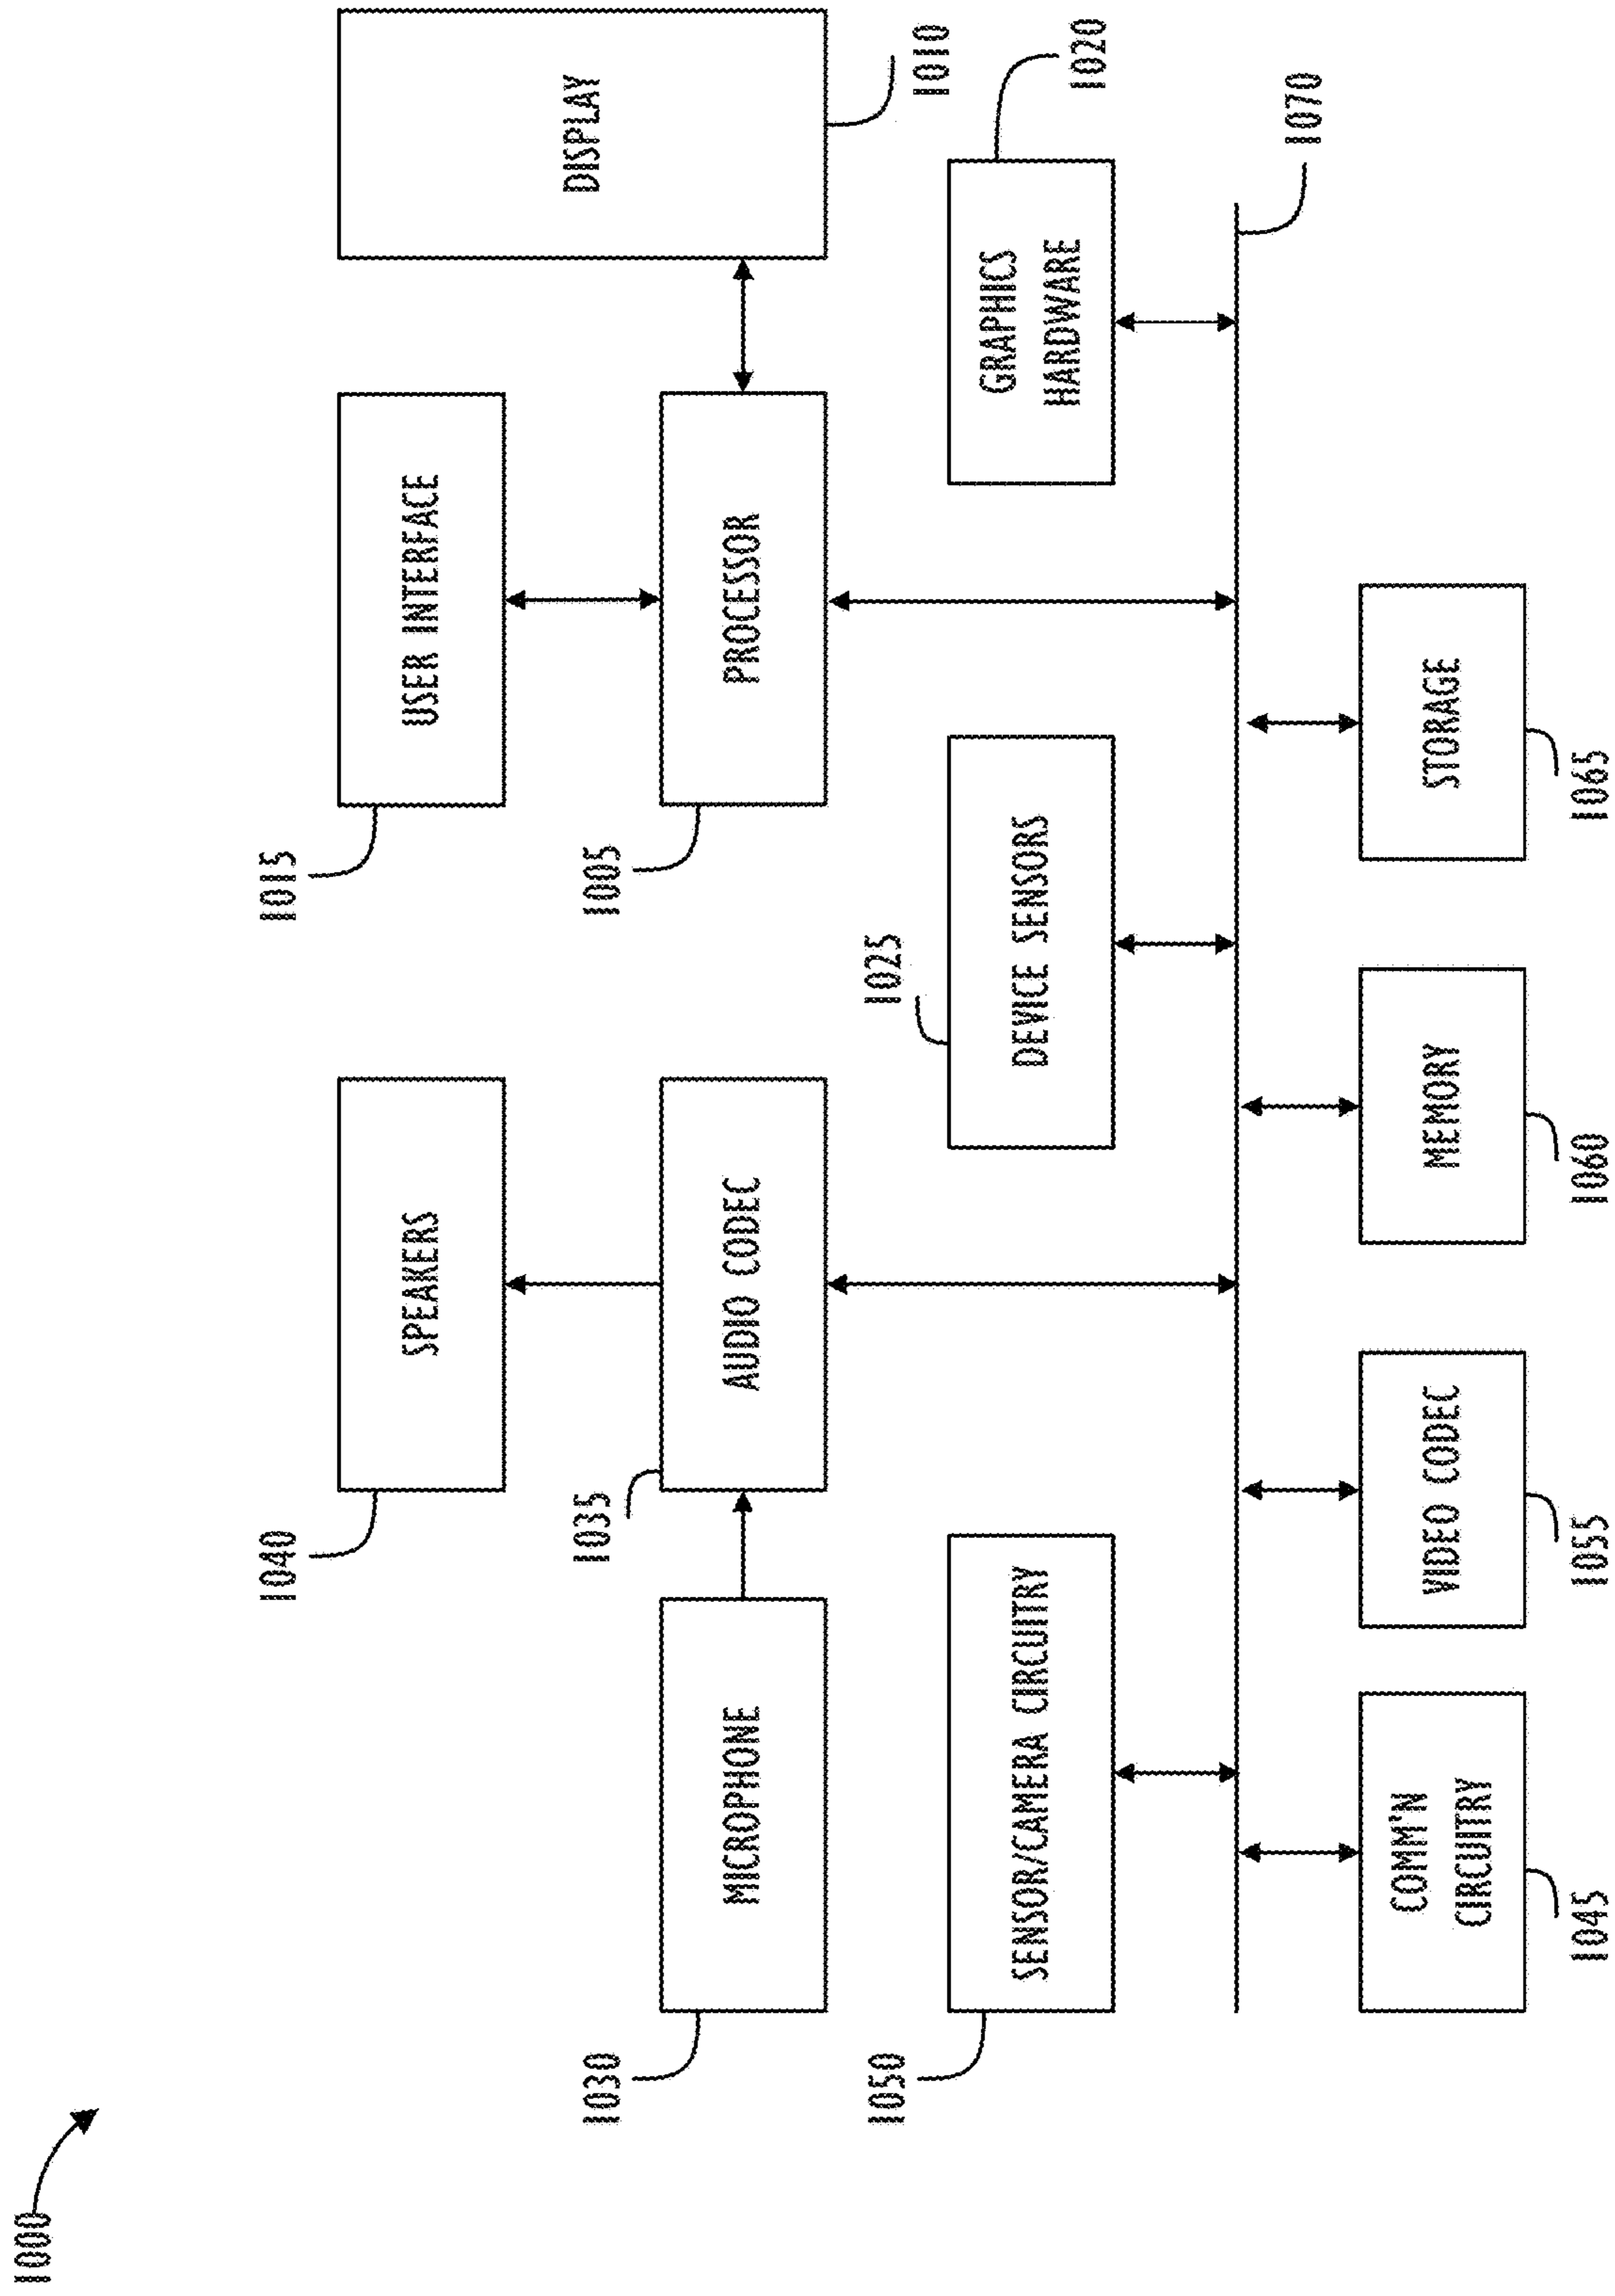 1000
1040
SPEAKERS
1015
USER INTERFACE
DISPLAY
1010
1030
MICROPHONE
1035
AUDIO CODEC
1005
PROCESSOR
1050
SENSOR/CAMERA CIRCUITRY
1025
DEVICE SENSORS
GRAPHICS
HARDWARE
1020
1070
COMM'N
CIRCUITRY
1045
VIDEO CODEC
1055
MEMORY
1060
STORAGE
1065